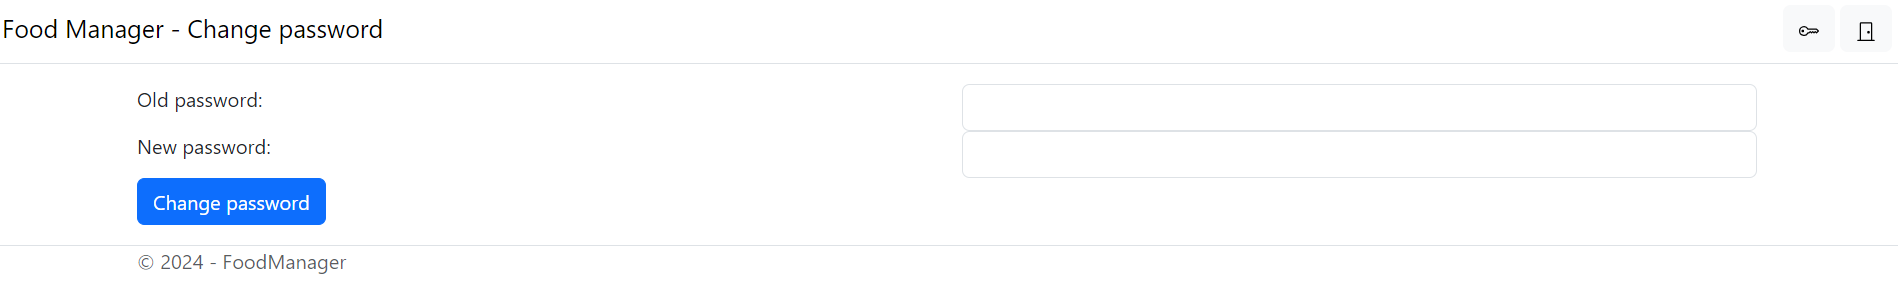 Food Manager - Change password
Old password:
New password:
Change password
© 2024 - FoodManager